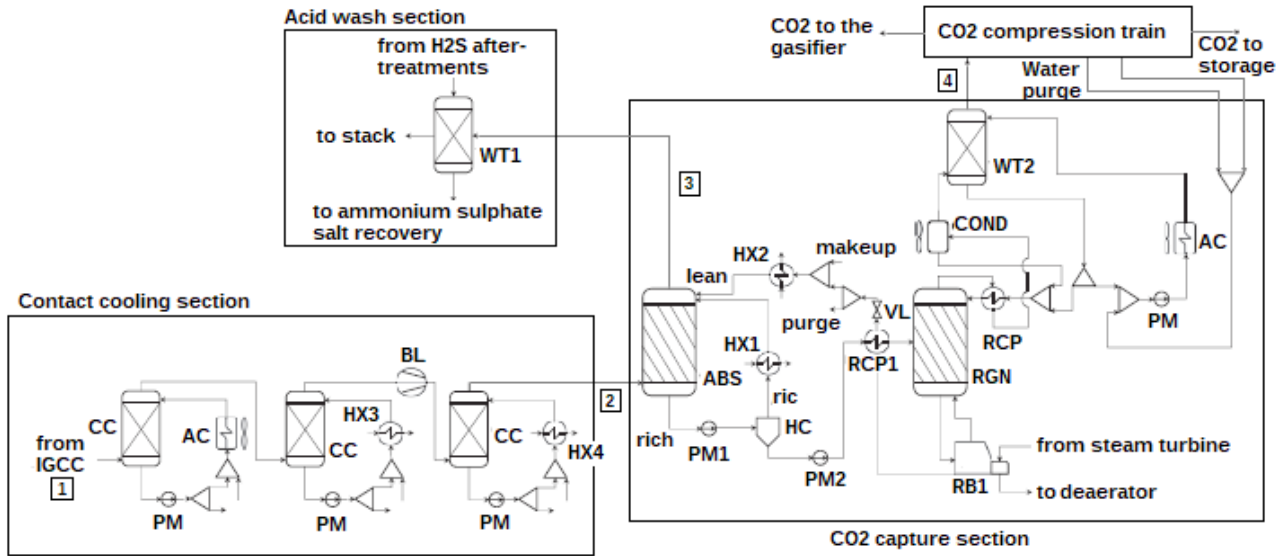 Acid wash section
from H2S after-
treatments
to stack
WT1
to ammonium sulphate
salt recovery
CO2 to the
gasifier
CO2 compression train
CO2 to
storage
Water
purge
4
3
WT2
COND
AC
PM
makeup
HX2
lean
purge
VL
RCP
RCP1
RGN
HX1
ABS
ric
HC
rich
PM1
PM2
from steam turbine
RB1
to deaerator
CO2 capture section
Contact cooling section
BL
2
CC
AC
HX3
CC
CC
HX4
from
IGCC
1
PM
PM
PM